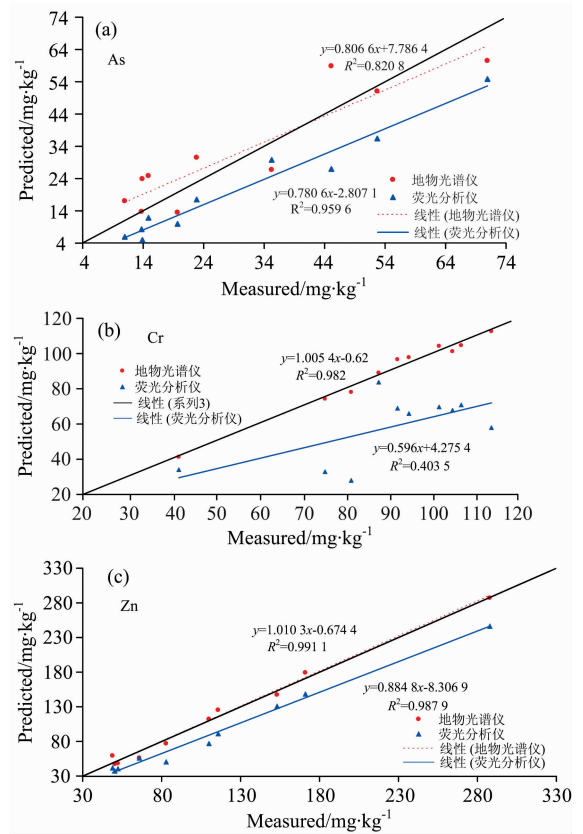 (a)
As
y=0.806 6x+7.786 4
R²=0.820 8
y=0.780 6x-2.807 1
R²=0.959 6
地物光谱仪
荧光分析仪
线性 (地物光谱仪)
线性 (荧光分析仪)
Predicted/mg·kg⁻¹
74
64
54
44
34
24
14
4
4 14 24 34 44 54 64 74
Measured/mg·kg⁻¹
(b)
Cr
地物光谱仪
荧光分析仪
线性 (系列3)
线性 (荧光分析仪)
y=1.005 4x-0.62
R²=0.982
y=0.596x+4.275 4
R²=0.403 5
Predicted/mg·kg⁻¹
120
100
80
60
40
20
20 30 40 50 60 70 80 90 100 110 120
Measured/mg·kg⁻¹
(c)
Zn
y=1.010 3x-0.674 4
R²=0.991 1
y=0.884 8x-8.306 9
R²=0.987 9
地物光谱仪
荧光分析仪
线性 (地物光谱仪)
线性 (荧光分析仪)
Predicted/mg·kg⁻¹
330
280
230
180
130
80
30
30 80 130 180 230 280 330
Measured/mg·kg⁻¹